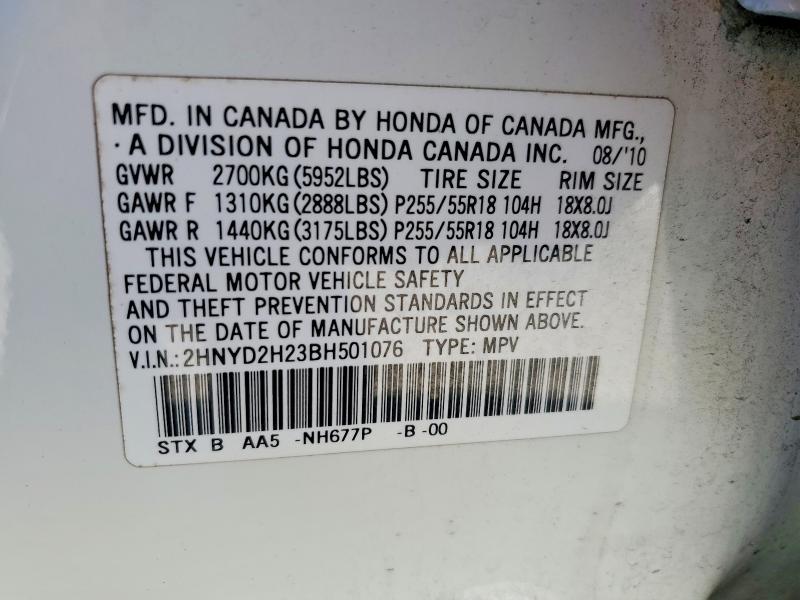 MFD. IN CANADA BY HONDA OF CANADA MFG.,
· A DIVISION OF HONDA CANADA INC. 08/'10
GVWR 2700KG (5952LBS) TIRE SIZE RIM SIZE
GAWR F 1310KG (2888LBS) P255/55R18 104H 18X8.0J
GAWR R 1440KG (3175LBS) P255/55R18 104H 18X8.0J
THIS VEHICLE CONFORMS TO ALL APPLICABLE
FEDERAL MOTOR VEHICLE SAFETY
AND THEFT PREVENTION STANDARDS IN EFFECT
ON THE DATE OF MANUFACTURE SHOWN ABOVE.
V.I.N.: 2HNYD2H23BH501076 TYPE: MPV
STX B AA5 -NH677P -B -00